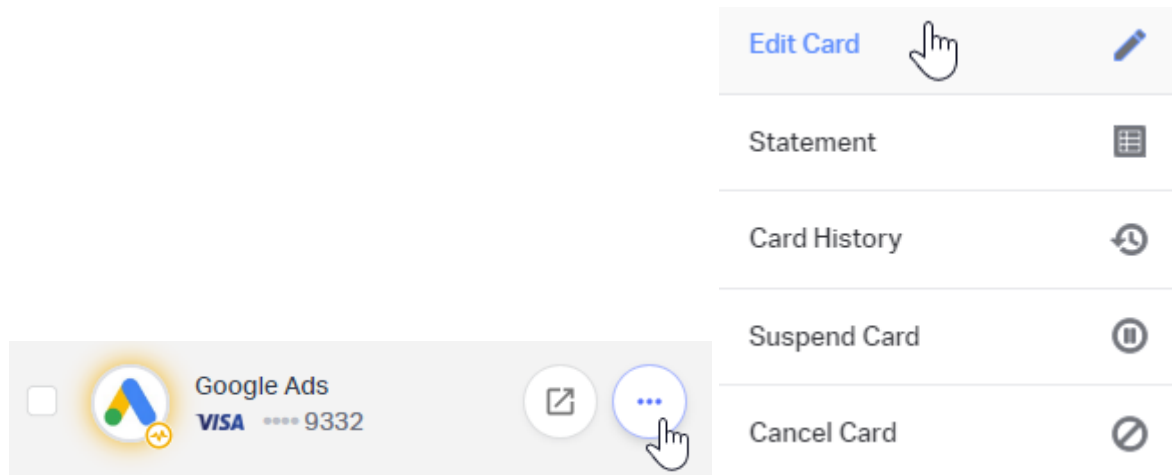 Edit Card
Statement
Card History
Suspend Card
Cancel Card
Google Ads
VISA •••• 9332